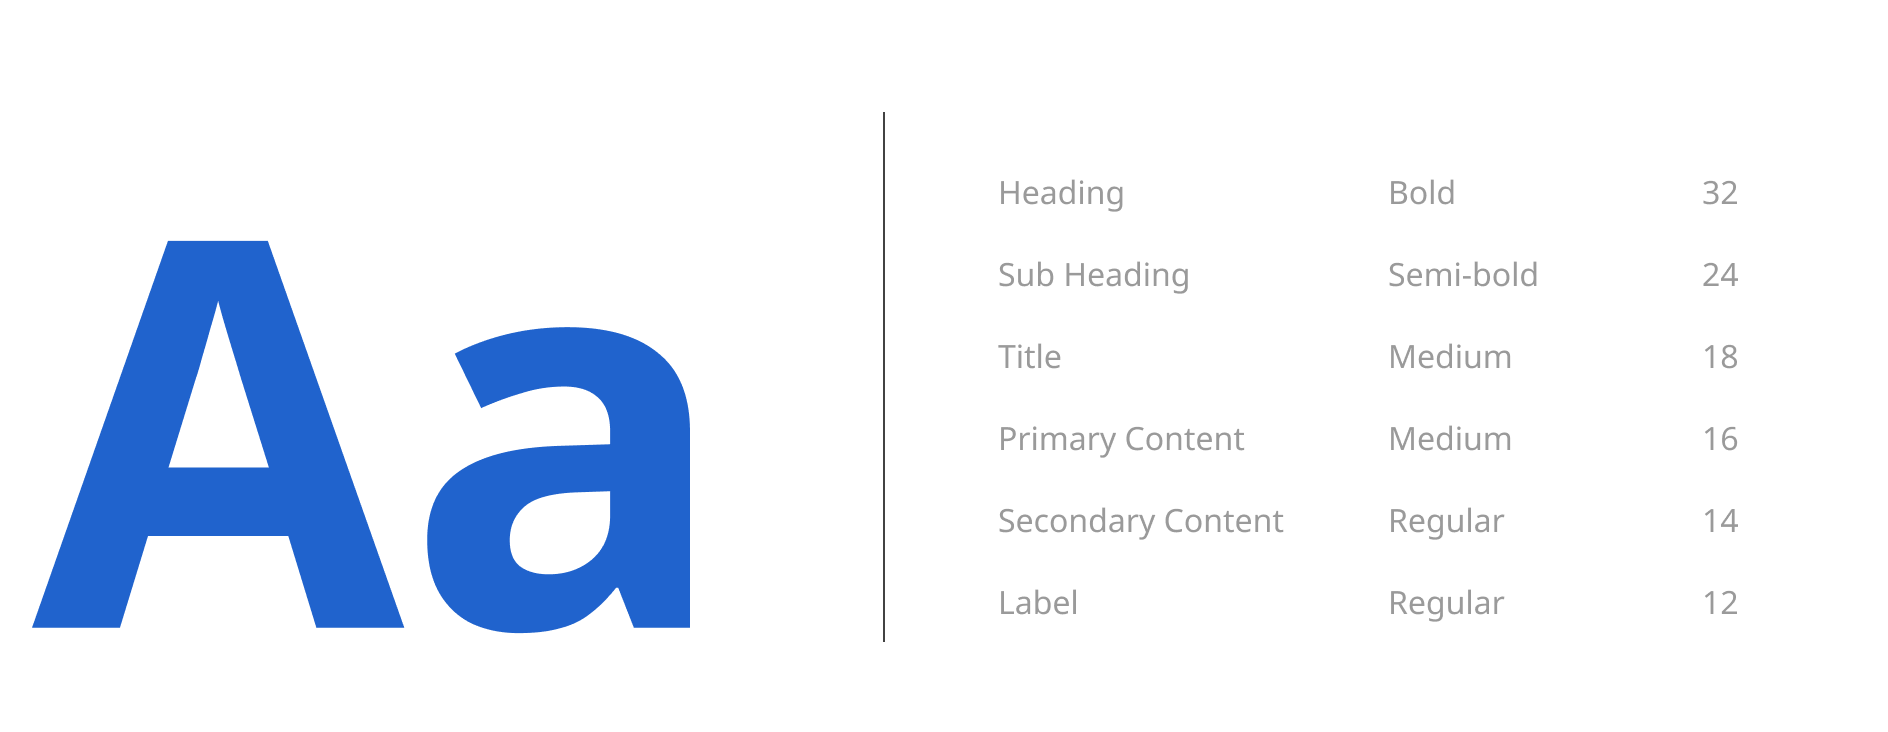 Aa
Heading Bold 32
Sub Heading Semi-bold 24
Title Medium 18
Primary Content Medium 16
Secondary Content Regular 14
Label Regular 12